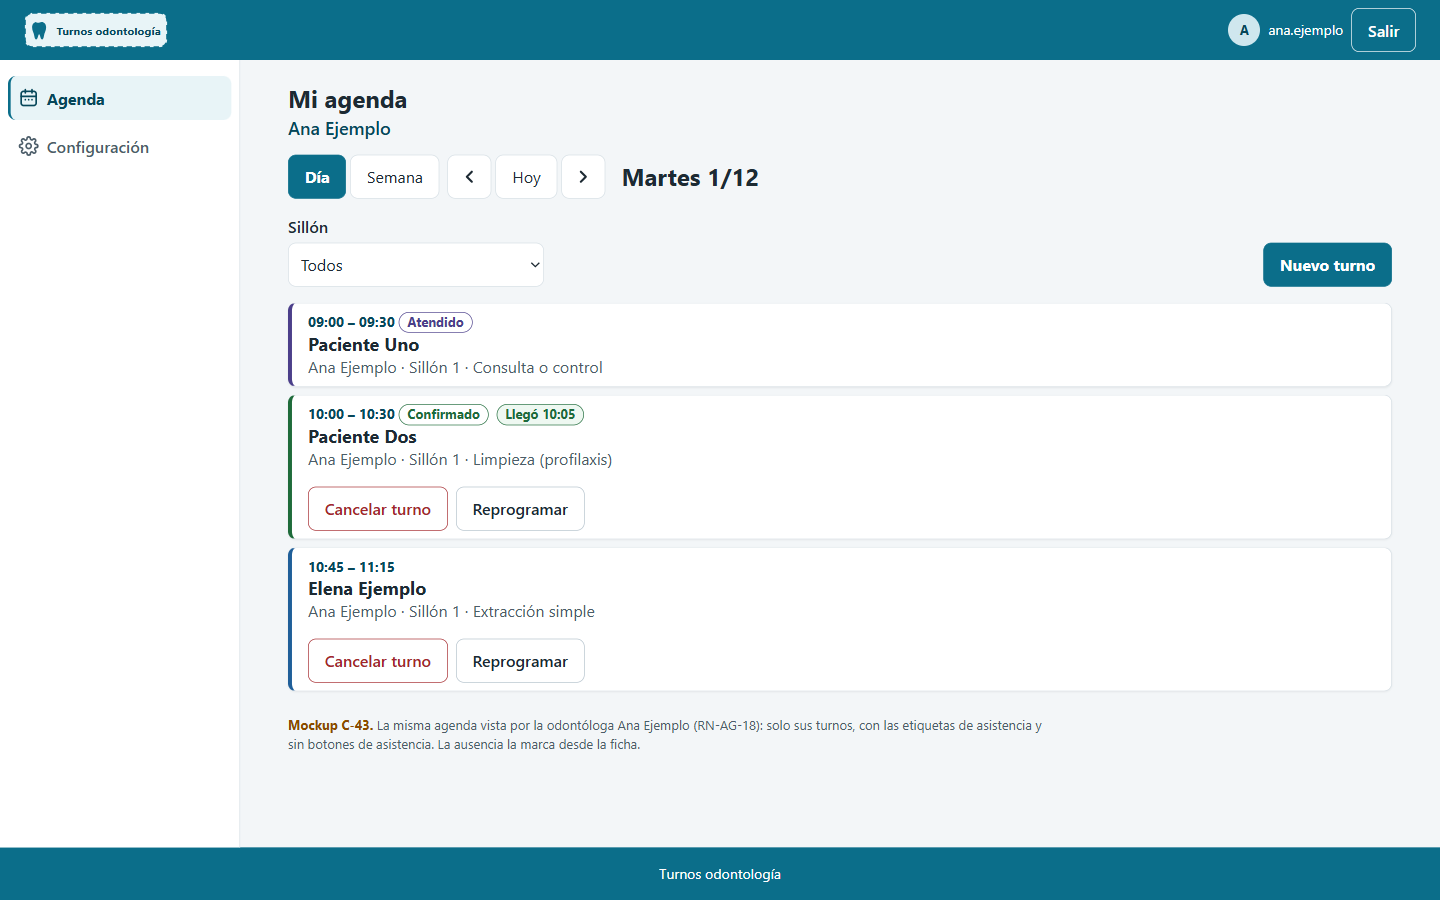 Turnos odontología
A
ana.ejemplo
Salir
Agenda
Configuración
Mi agenda
Ana Ejemplo
Día
Semana
Hoy
Martes 1/12
Sillón
Todos
Nuevo turno
09:00 – 09:30 Atendido
Paciente Uno
Ana Ejemplo · Sillón 1 · Consulta o control
10:00 – 10:30 Confirmado Llegó 10:05
Paciente Dos
Ana Ejemplo · Sillón 1 · Limpieza (profilaxis)
Cancelar turno
Reprogramar
10:45 – 11:15
Elena Ejemplo
Ana Ejemplo · Sillón 1 · Extracción simple
Cancelar turno
Reprogramar
Mockup C-43. La misma agenda vista por la odontóloga Ana Ejemplo (RN-AG-18): solo sus turnos, con las etiquetas de asistencia y
sin botones de asistencia. La ausencia la marca desde la ficha.
Turnos odontología